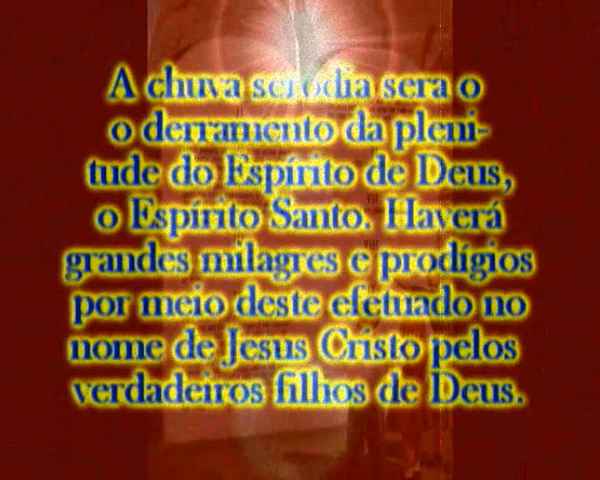 A chuva serodia sera o
o derramento da pleni-
tude do Espírito de Deus,
o Espírito Santo. Haverá
grandes milagres e prodígios
por meio deste efetuado no
nome de Jesus Cristo pelos
verdadeiros filhos de Deus.